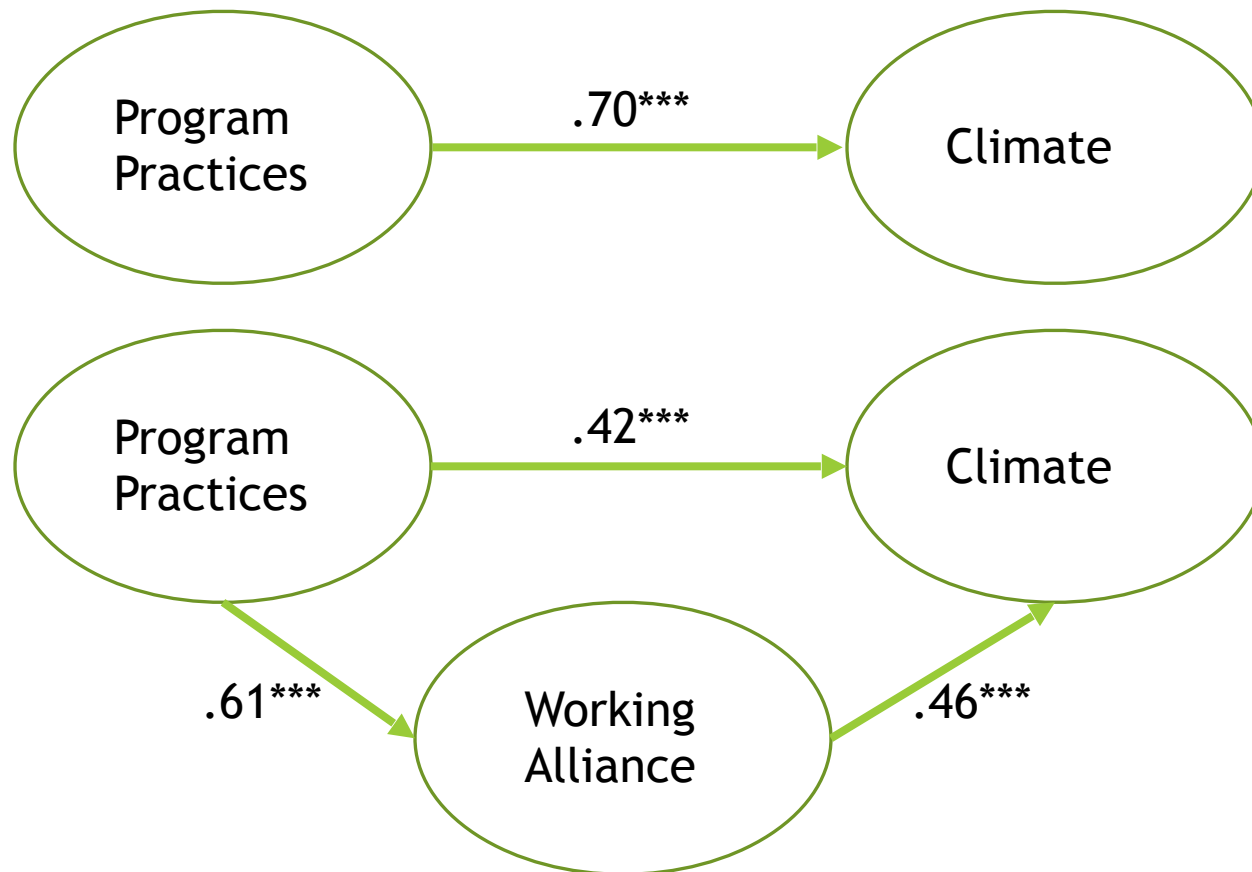 Program
Practices
.70***
Climate
Program
Practices
.42***
Climate
.61***
Working
Alliance
.46***